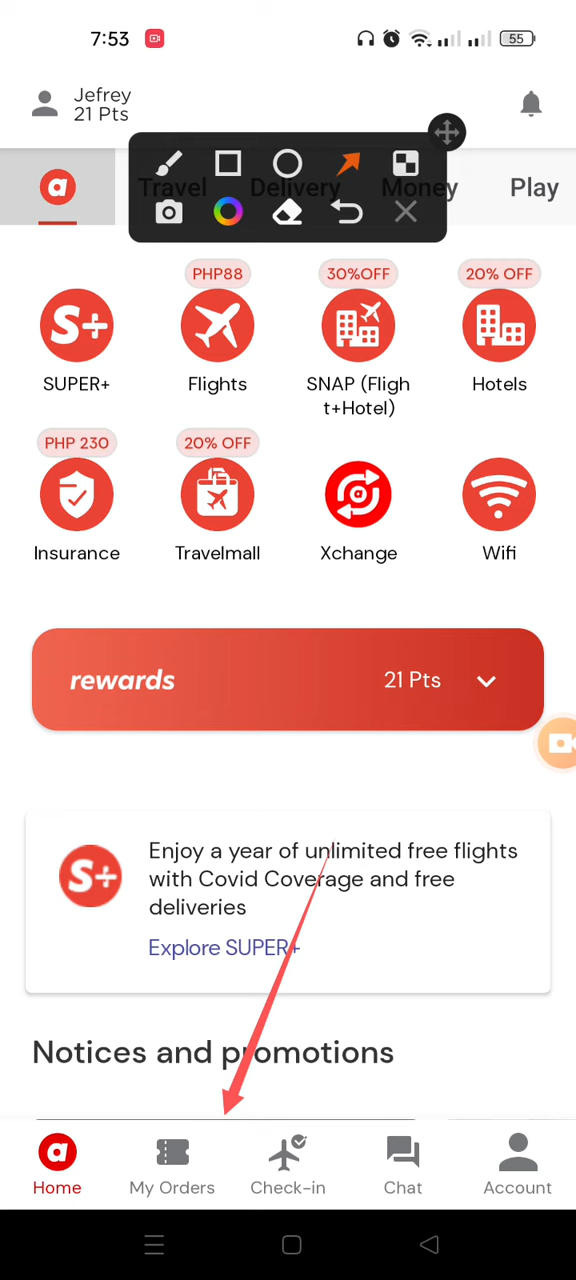 7:53
55
Jefrey
21 Pts
Travel
Delivery
Money
Play
PHP88
30%OFF
20% OFF
S+
SUPER+
Flights
SNAP (Fligh
t+Hotel)
Hotels
PHP 230
20% OFF
Insurance
Travelmall
Xchange
Wifi
rewards
21 Pts
S+
Enjoy a year of unlimited free flights
with Covid Coverage and free
deliveries
Explore SUPER+
Notices and promotions
Home
My Orders
Check-in
Chat
Account